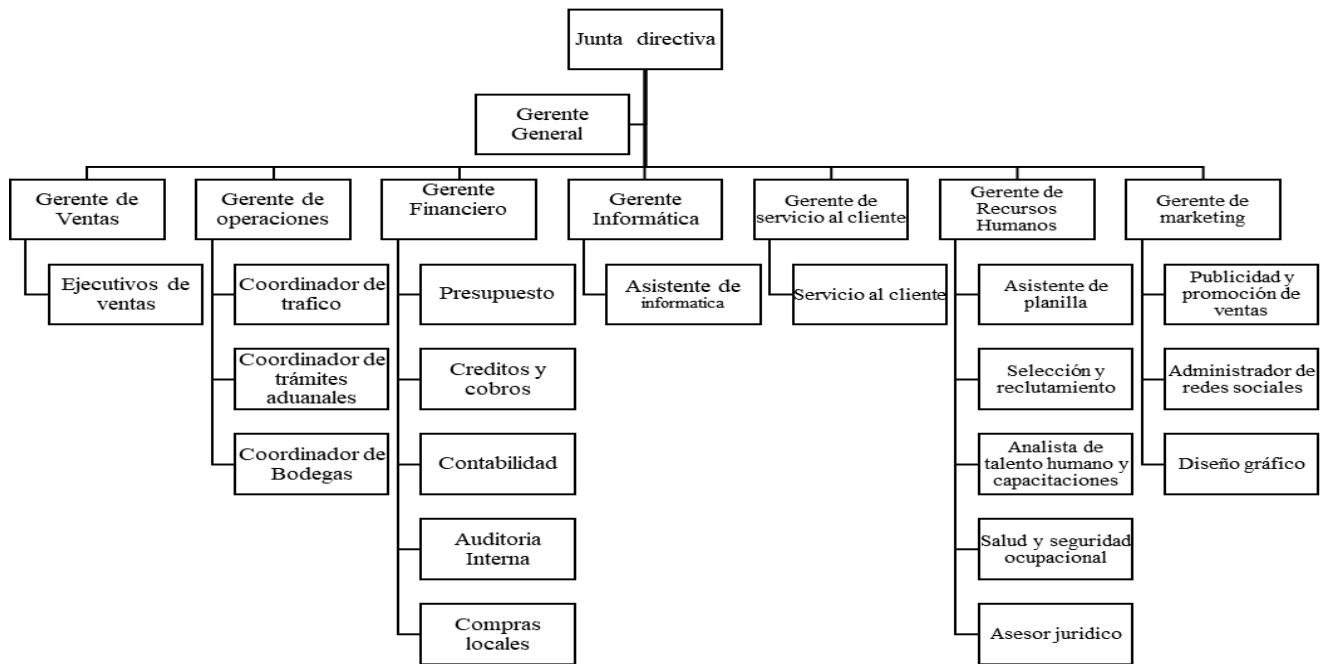 Junta directiva
Gerente
General
Gerente de
Ventas
Gerente de
operaciones
Gerente
Financiero
Gerente
Informática
Gerente de
servicio al cliente
Gerente de
Recursos
Humanos
Gerente de
marketing
Ejecutivos de
ventas
Coordinador de
trafico
Presupuesto
Asistente de
informatica
Servicio al cliente
Asistente de
planilla
Publicidad y
promoción de
ventas
Coordinador de
trámites
aduanales
Creditos y
cobros
Selección y
reclutamiento
Administrador de
redes sociales
Coordinador de
Bodegas
Contabilidad
Analista de
talento humano y
capacitaciones
Diseño gráfico
Auditoria
Interna
Salud y seguridad
ocupacional
Compras
locales
Asesor juridico